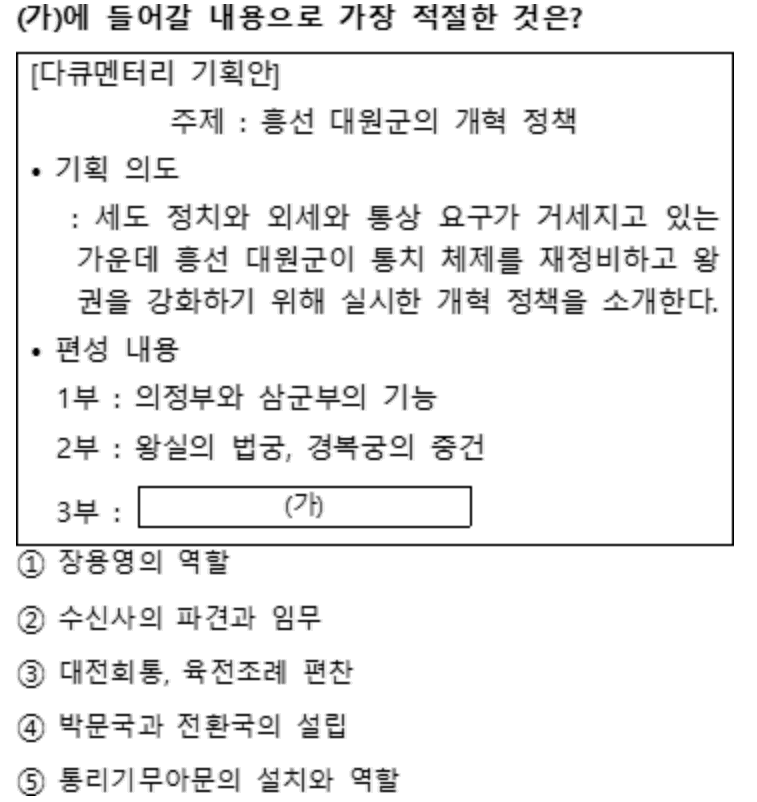 (가)에 들어갈 내용으로 가장 적절한 것은?
[다큐멘터리 기획안]
주제 : 흥선 대원군의 개혁 정책
• 기획 의도
: 세도 정치와 외세와 통상 요구가 거세지고 있는
가운데 흥선 대원군이 통치 체제를 재정비하고 왕
권을 강화하기 위해 실시한 개혁 정책을 소개한다.
• 편성 내용
1부 : 의정부와 삼군부의 기능
2부 : 왕실의 법궁, 경복궁의 중건
3부 : (가)
① 장용영의 역할
② 수신사의 파견과 임무
③ 대전회통, 육전조례 편찬
④ 박문국과 전환국의 설립
⑤ 통리기무아문의 설치와 역할